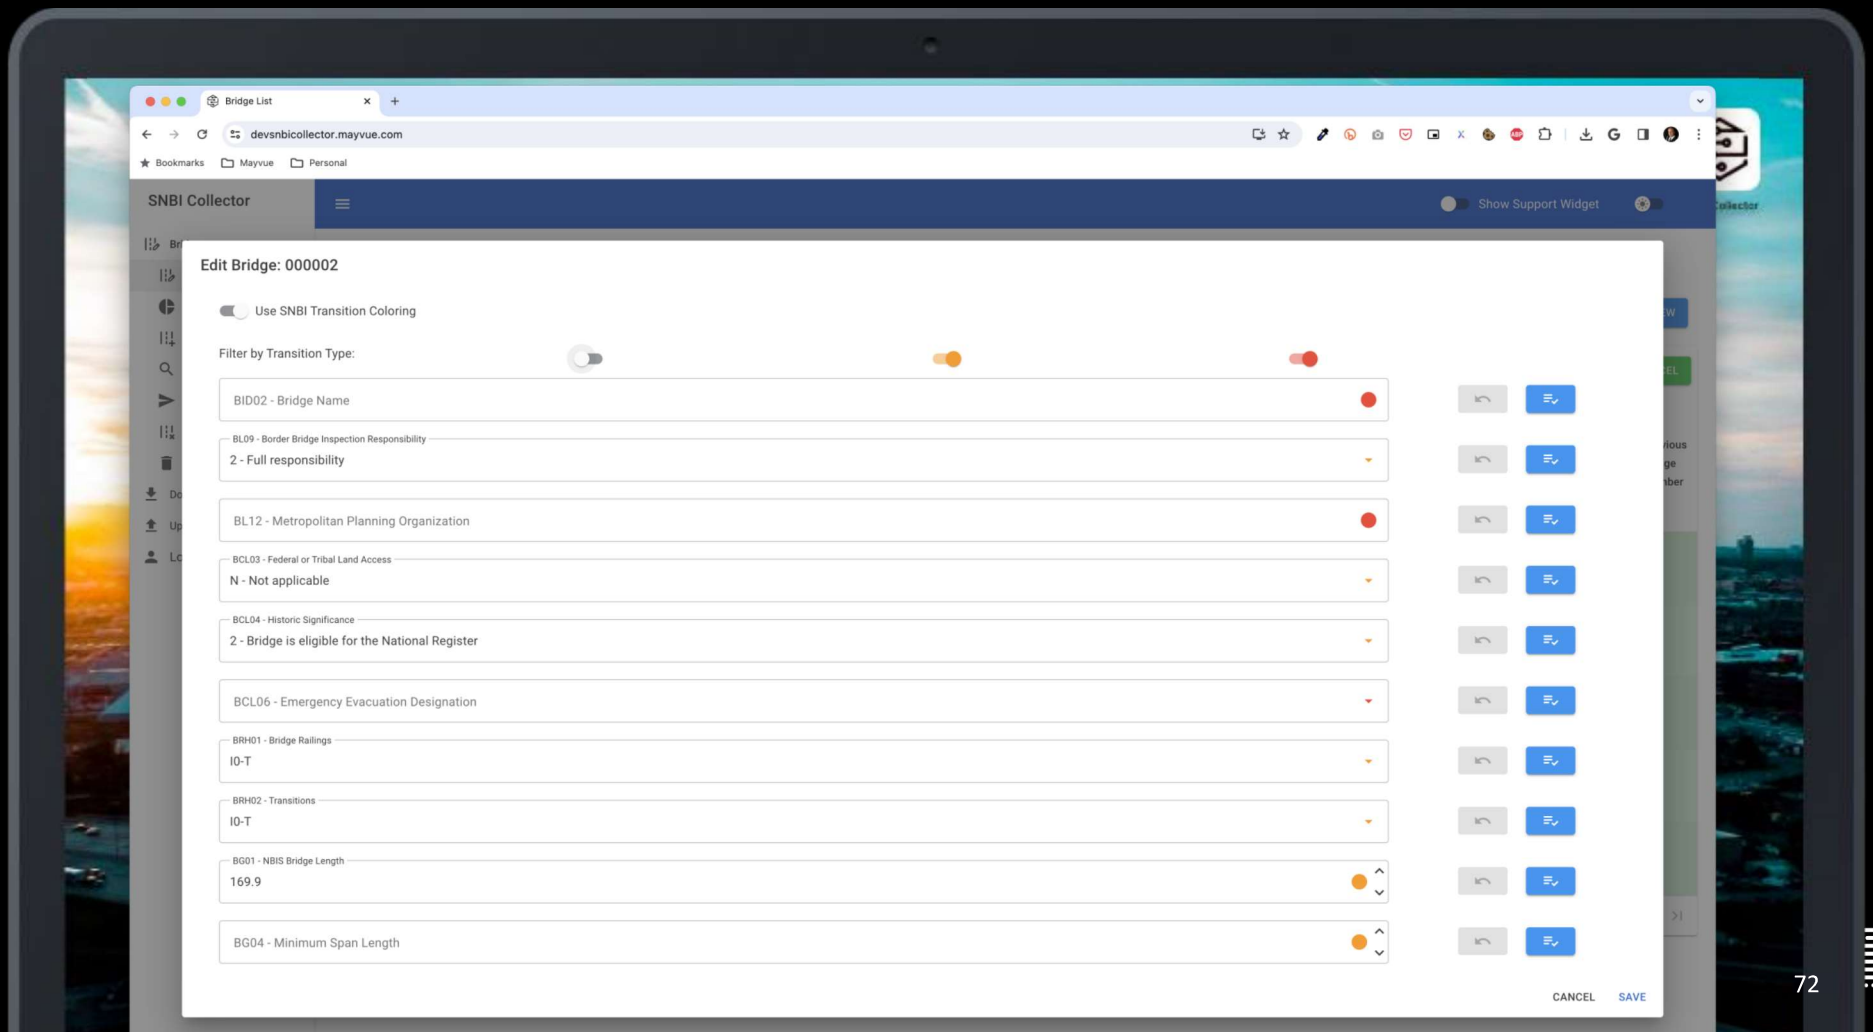 Bridge List
devsnbicollector.mayvue.com
Bookmarks Mayvue Personal
SNBI Collector
Show Support Widget
Collector
Edit Bridge: 000002
Use SNBI Transition Coloring
Filter by Transition Type:
BID02 - Bridge Name
BL09 - Border Bridge Inspection Responsibility
2 - Full responsibility
BL12 - Metropolitan Planning Organization
BCL03 - Federal or Tribal Land Access
N - Not applicable
BCL04 - Historic Significance
2 - Bridge is eligible for the National Register
BCL06 - Emergency Evacuation Designation
BRH01 - Bridge Railings
I0-T
BRH02 - Transitions
I0-T
BG01 - NBIS Bridge Length
169.9
BG04 - Minimum Span Length
CANCEL SAVE
72